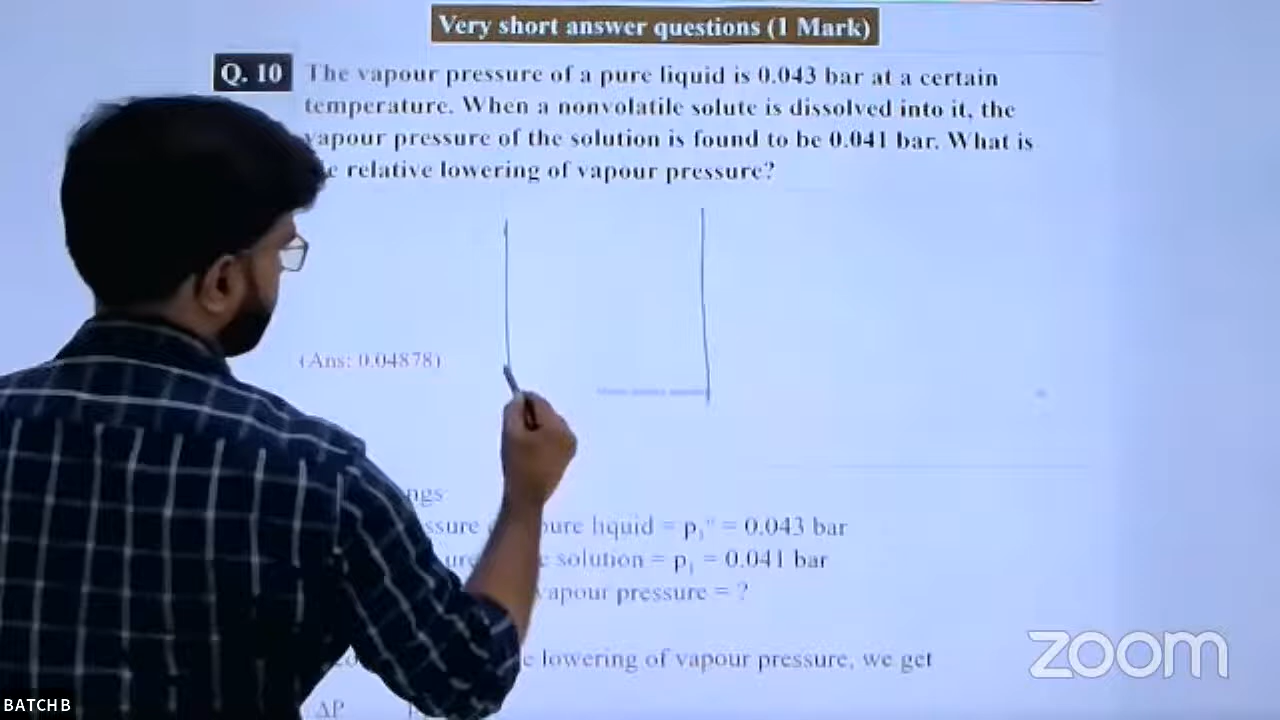 Very short answer questions (1 Mark)
Q. 10 The vapour pressure of a pure liquid is 0.043 bar at a certain
temperature. When a nonvolatile solute is dissolved into it, the
vapour pressure of the solution is found to be 0.041 bar. What is
relative lowering of vapour pressure?
(Ans: 0.04878)
ngs
ssure pure liquid = p₁° = 0.043 bar
solution = p₁ = 0.041 bar
vapour pressure = ?
lowering of vapour pressure, we get
ΔP
zoom
BATCHB